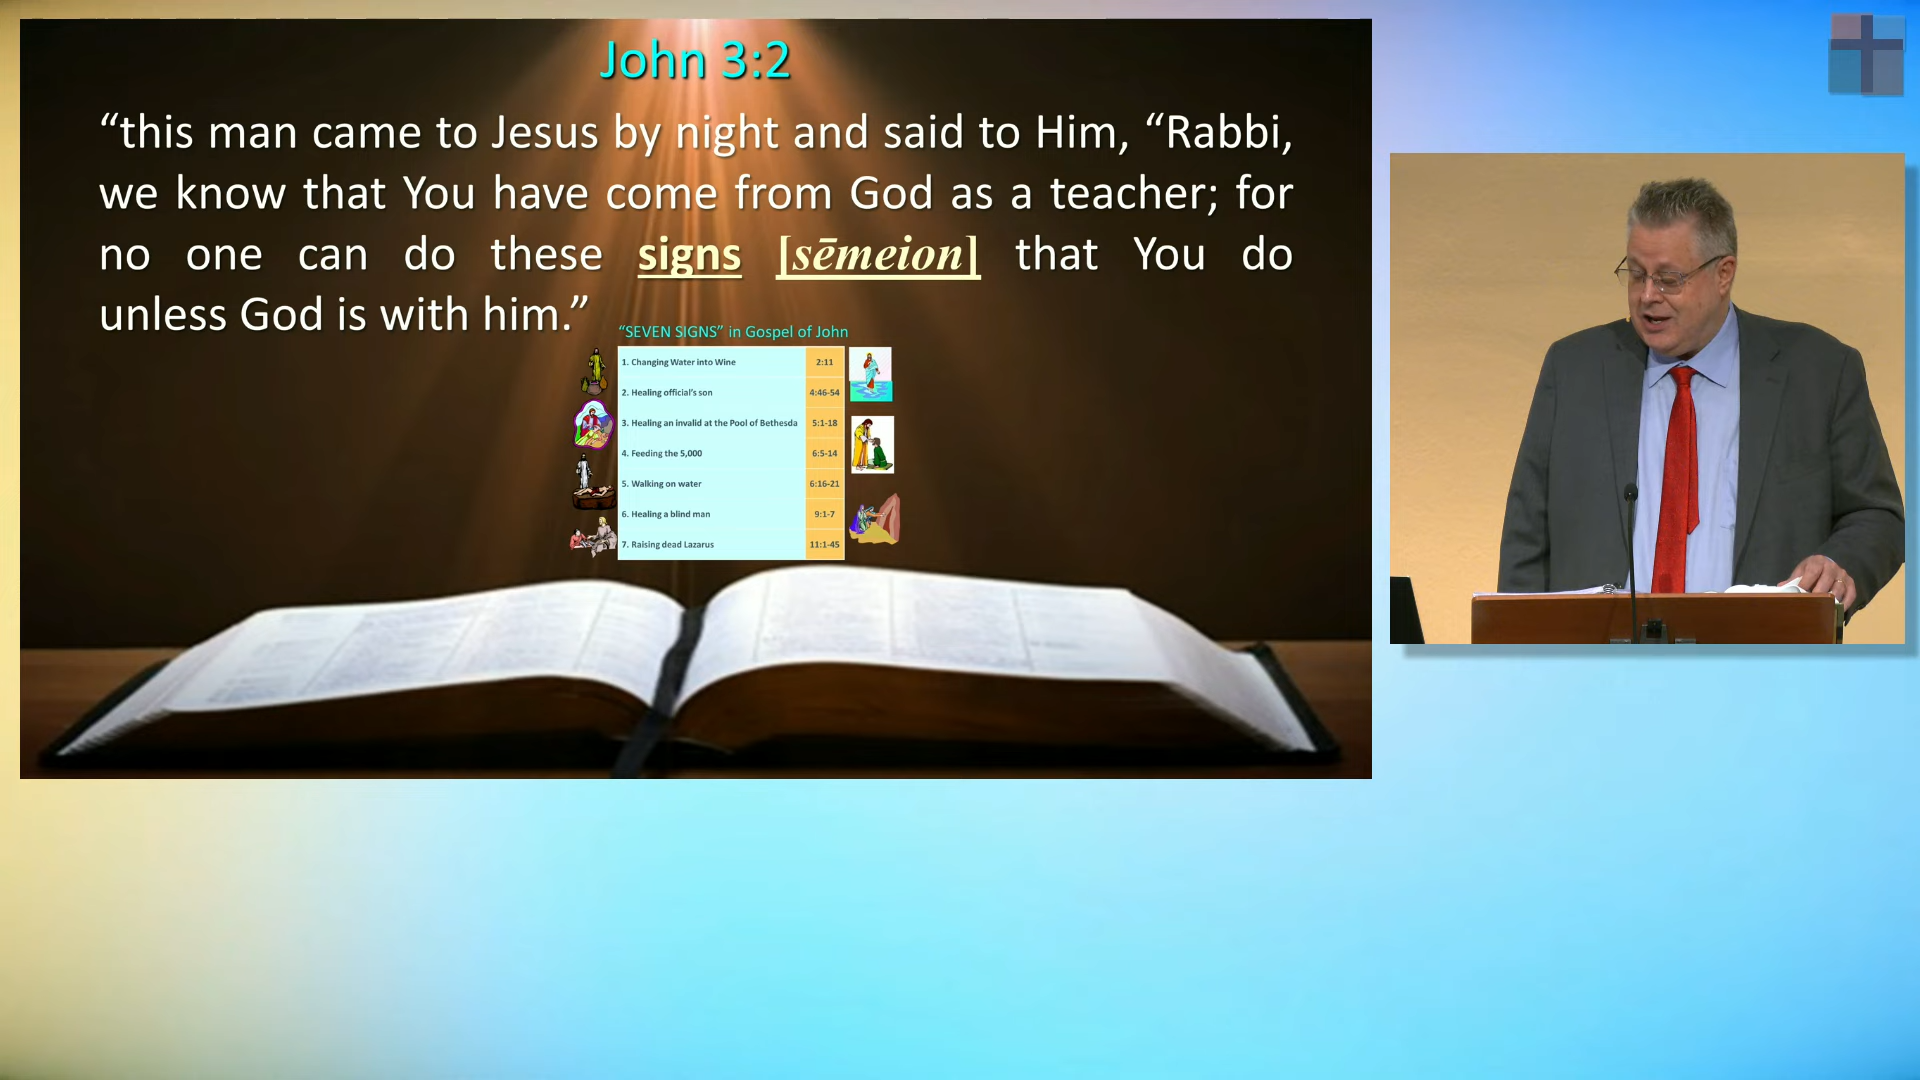 John 3:2
“this man came to Jesus by night and said to Him, “Rabbi,
we know that You have come from God as a teacher; for
no one can do these signs [sēmeion] that You do
unless God is with him.”
“SEVEN SIGNS” in Gospel of John
1. Changing Water into Wine 2:11
2. Healing official’s son 4:46-54
3. Healing an invalid at the Pool of Bethesda 5:1-18
4. Feeding the 5,000 6:5-14
5. Walking on water 6:16-21
6. Healing a blind man 9:1-7
7. Raising dead Lazarus 11:1-45